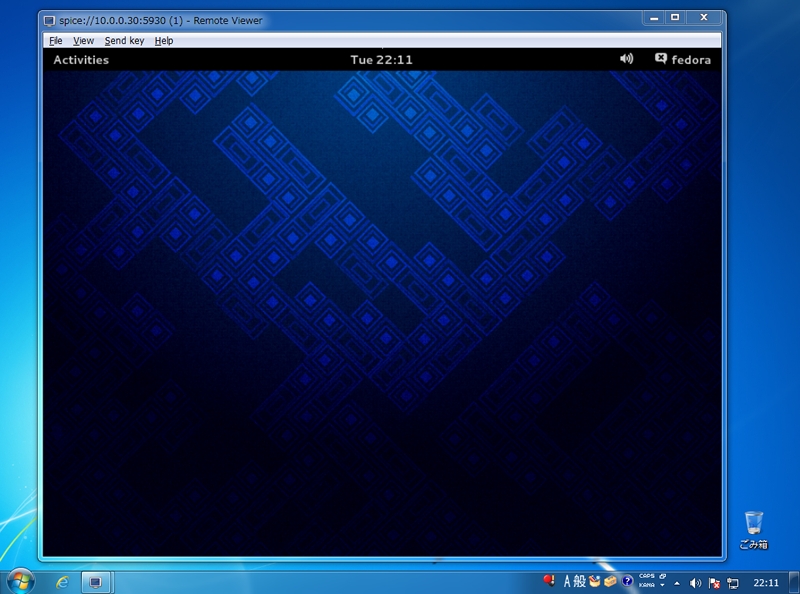 spice://10.0.0.30:5930 (1) - Remote Viewer
File View Send key Help
Activities Tue 22:11 fedora
ごみ箱
A 般 CAPS KANA 22:11